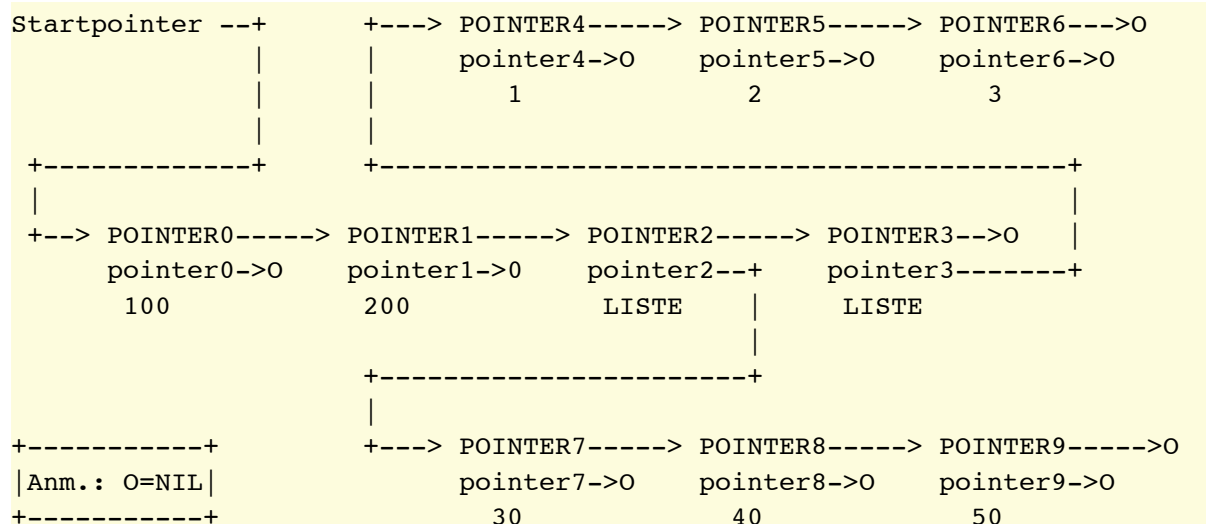 Startpointer --+      +---> POINTER4-----> POINTER5-----> POINTER6--->O
               |      |     pointer4->O    pointer5->O    pointer6->O
               |      |        1              2              3
               |      |
 +-------------+      +------------------------------------------+
 |                                                               |
 +--> POINTER0-----> POINTER1-----> POINTER2-----> POINTER3-->O  |
      pointer0->O    pointer1->0    pointer2--+    pointer3-------+
       100            200            LISTE    |     LISTE
                                              |
                      +-----------------------+
                      |
+-----------+         +---> POINTER7-----> POINTER8-----> POINTER9----->O
|Anm.: O=NIL|               pointer7->O    pointer8->O    pointer9->O
+-----------+                 30             40             50